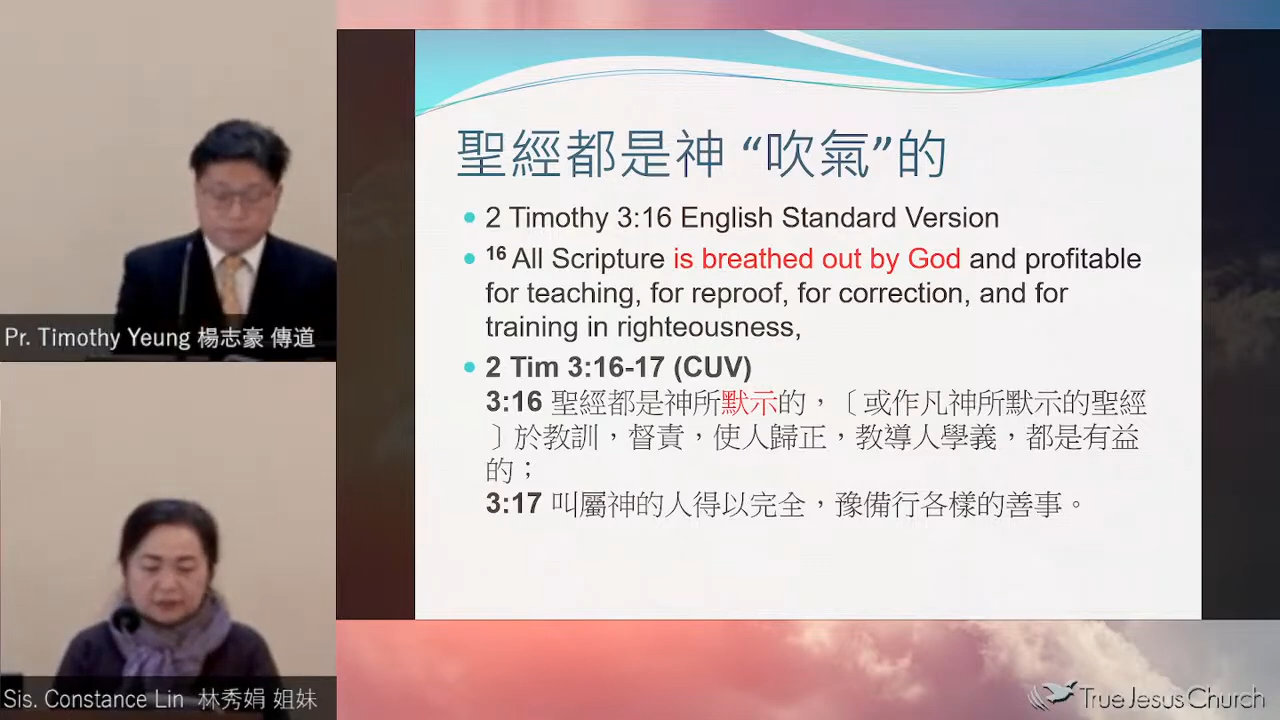 聖經都是神 “吹氣”的
2 Timothy 3:16 English Standard Version
16 All Scripture is breathed out by God and profitable
for teaching, for reproof, for correction, and for
training in righteousness,
2 Tim 3:16-17 (CUV)
3:16 聖經都是神所默示的，〔或作凡神所默示的聖經
〕於教訓，督責，使人歸正，教導人學義，都是有益
的；
3:17 叫屬神的人得以完全，豫備行各樣的善事。
Pr. Timothy Yeung 楊志豪 傳道
Sis. Constance Lin 林秀娟 姐妹
True Jesus Church